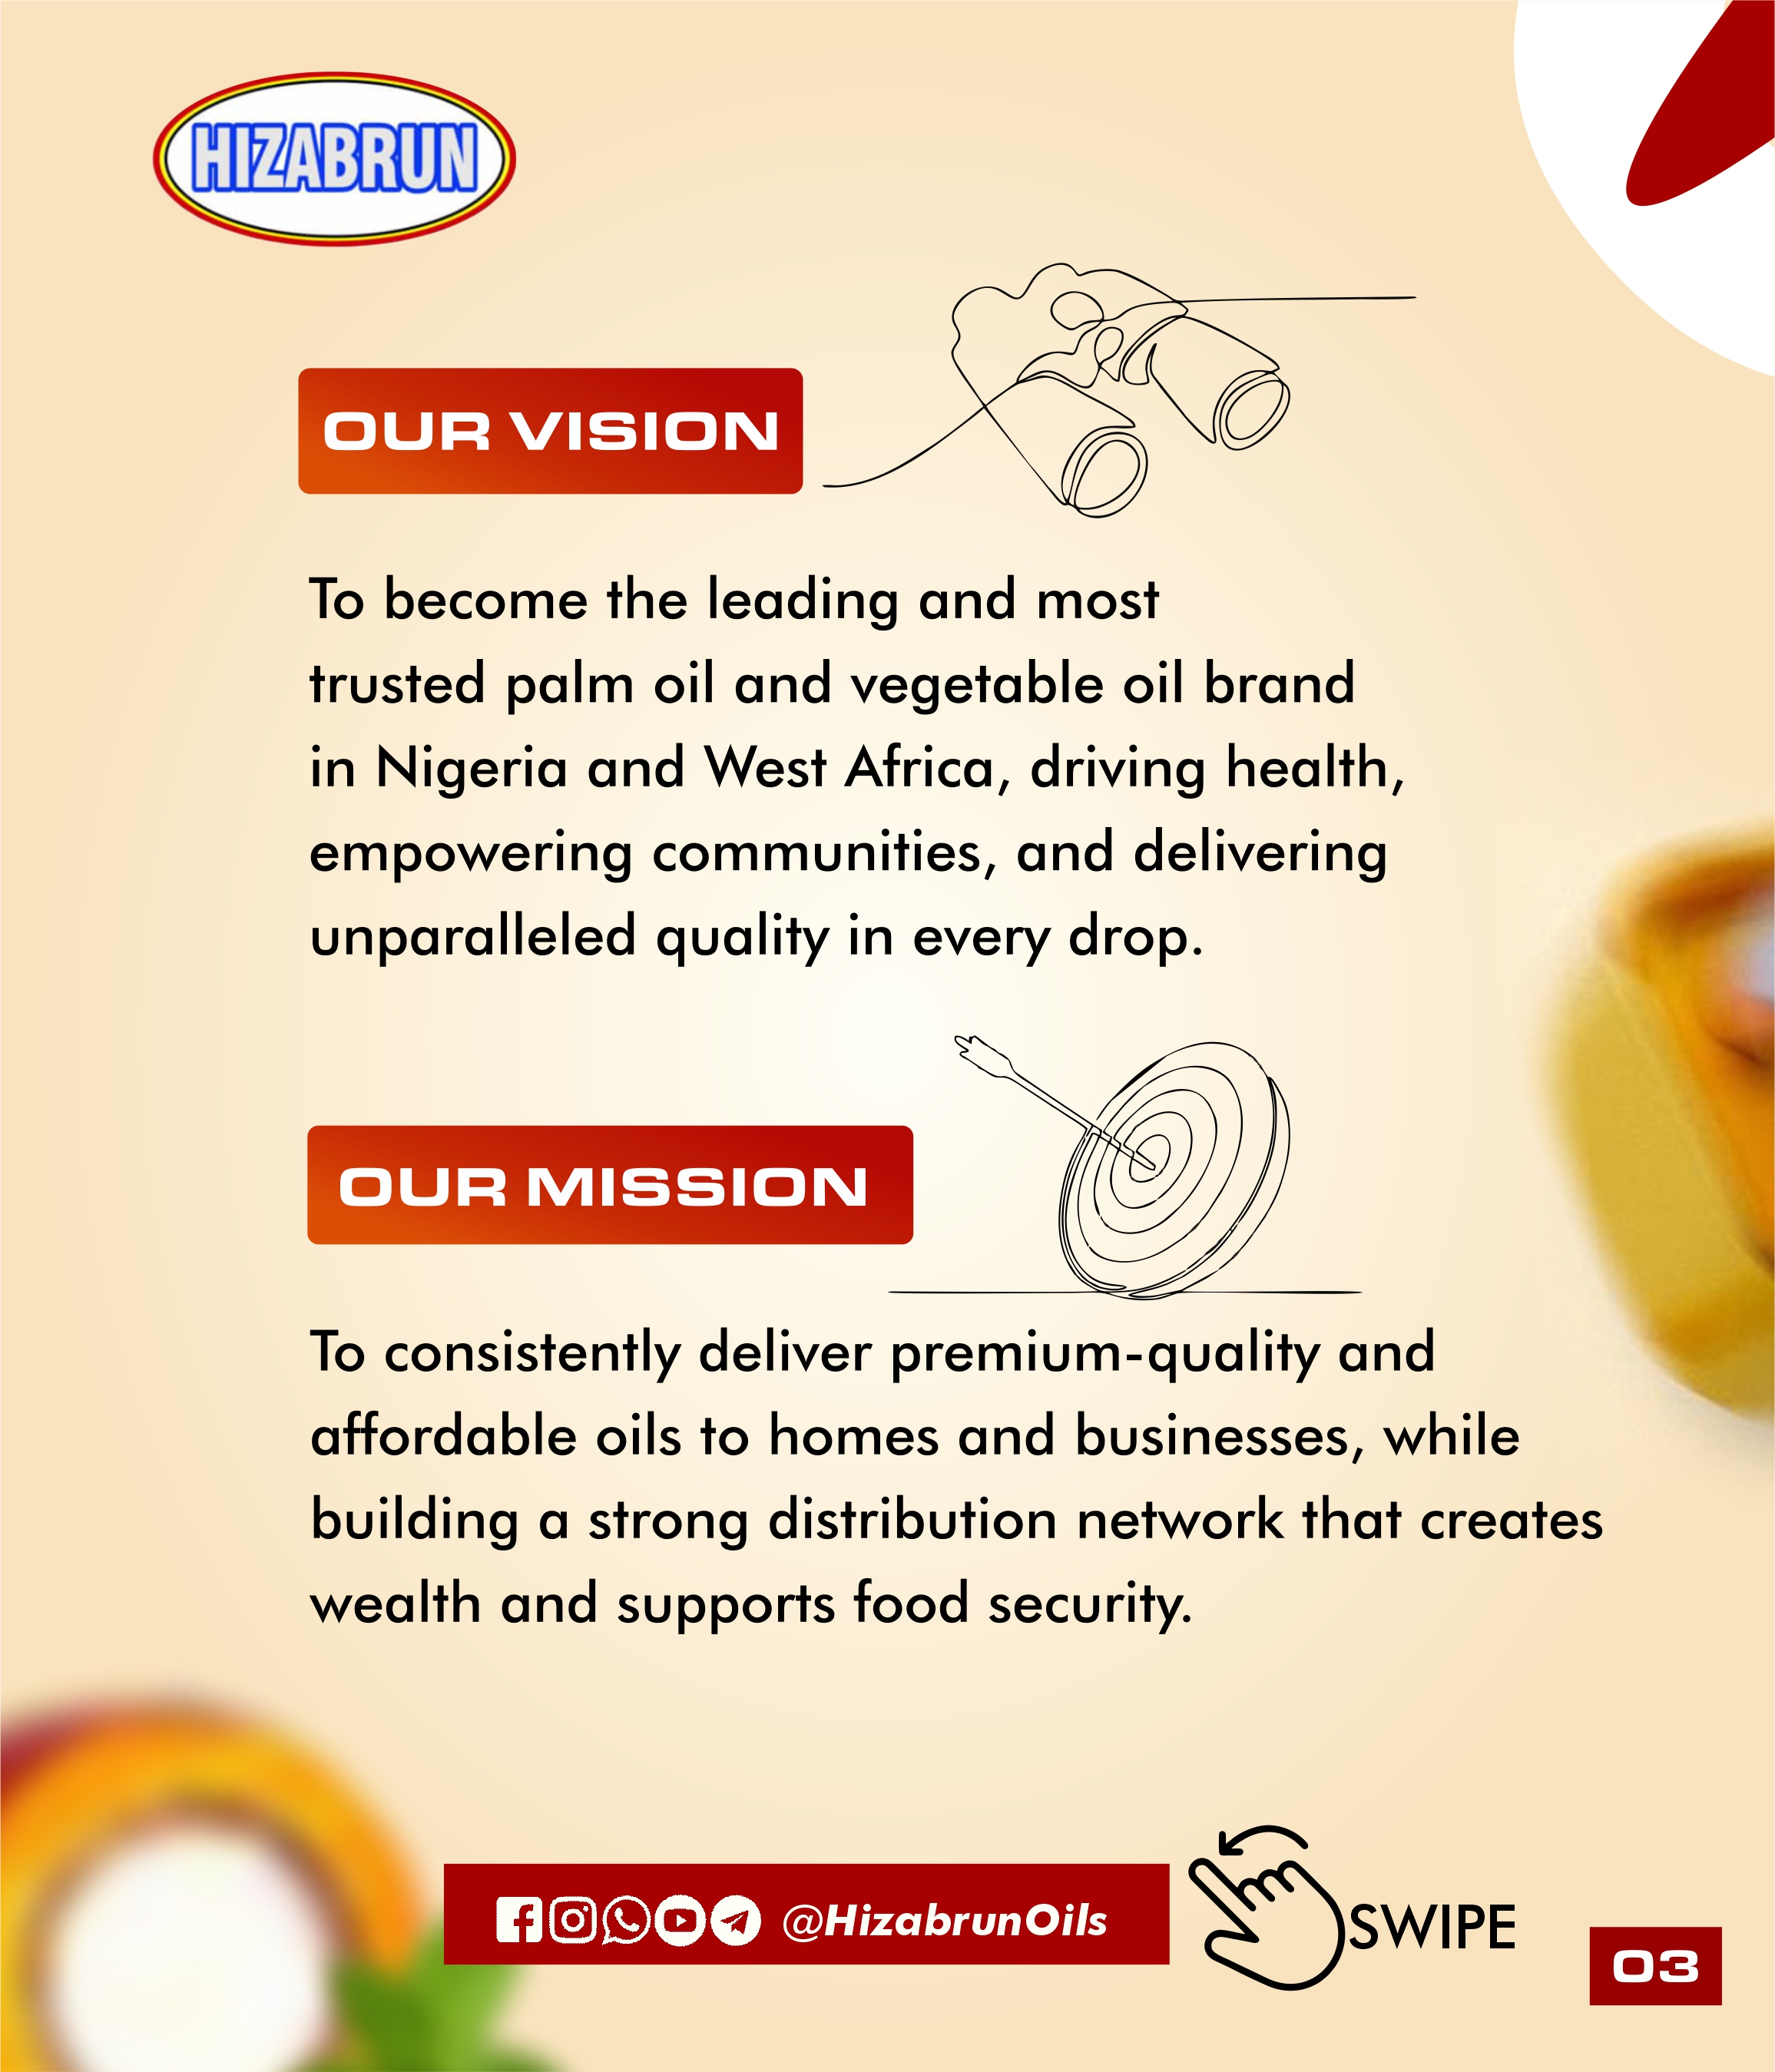 HIZABRUN
OUR VISION
To become the leading and most
trusted palm oil and vegetable oil brand
in Nigeria and West Africa, driving health,
empowering communities, and delivering
unparalleled quality in every drop.
OUR MISSION
To consistently deliver premium-quality and
affordable oils to homes and businesses, while
building a strong distribution network that creates
wealth and supports food security.
@HizabrunOils
SWIPE
03